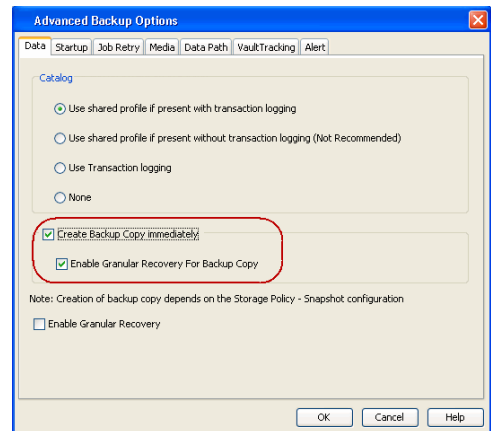 Advanced Backup Options
Data Startup Job Retry Media Data Path VaultTracking Alert
Catalog
Use shared profile if present with transaction logging
Use shared profile if present without transaction logging (Not Recommended)
Use Transaction logging
None
Create Backup Copy immediately
Enable Granular Recovery For Backup Copy
Note: Creation of backup copy depends on the Storage Policy - Snapshot configuration
Enable Granular Recovery
OK Cancel Help